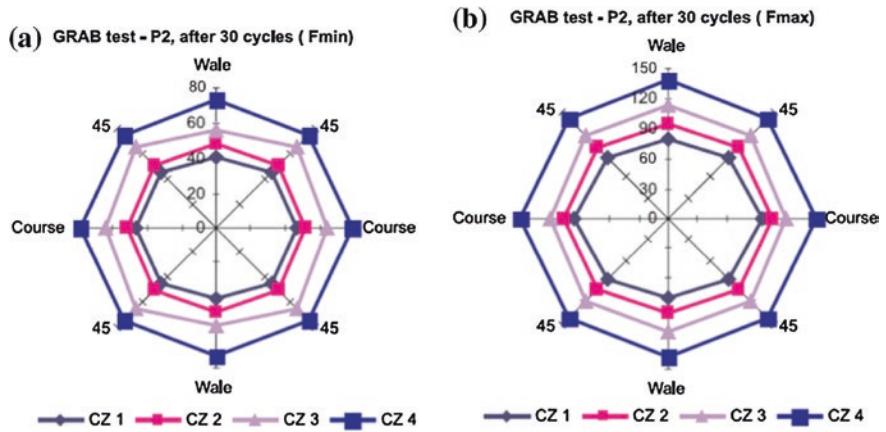 (a) GRAB test - P2, after 30 cycles ( Fmin)
Wale
80
60
40
20
0
45
45
Course
Course
45
45
Wale
CZ 1 CZ 2 CZ 3 CZ 4
(b) GRAB test - P2, after 30 cycles ( Fmax)
Wale
150
120
90
60
30
0
45
45
Course
Course
45
45
Wale
CZ 1 CZ 2 CZ 3 CZ 4